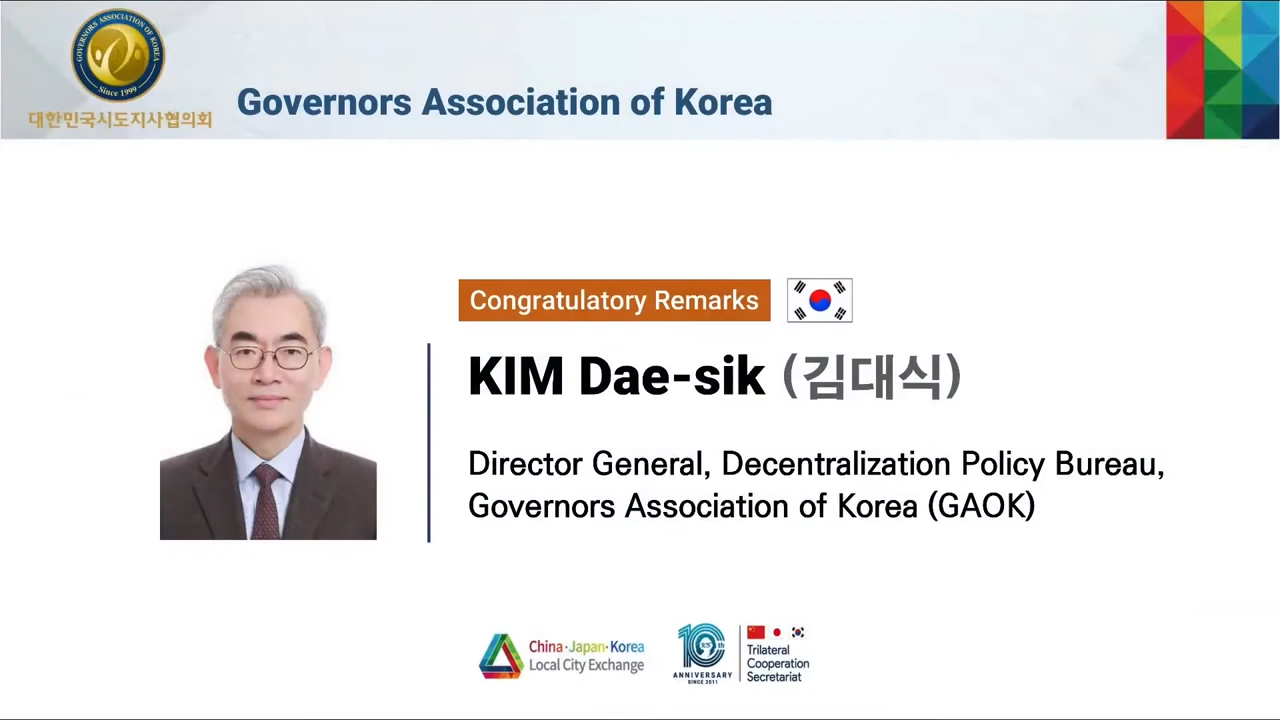 GOVERNORS ASSOCIATION OF KOREA
Since 1999
대한민국시도지사협의회
Governors Association of Korea
Congratulatory Remarks
KIM Dae-sik (김대식)
Director General, Decentralization Policy Bureau,
Governors Association of Korea (GAOK)
China·Japan·Korea
Local City Exchange
10th
ANNIVERSARY
SINCE 2011
Trilateral
Cooperation
Secretariat